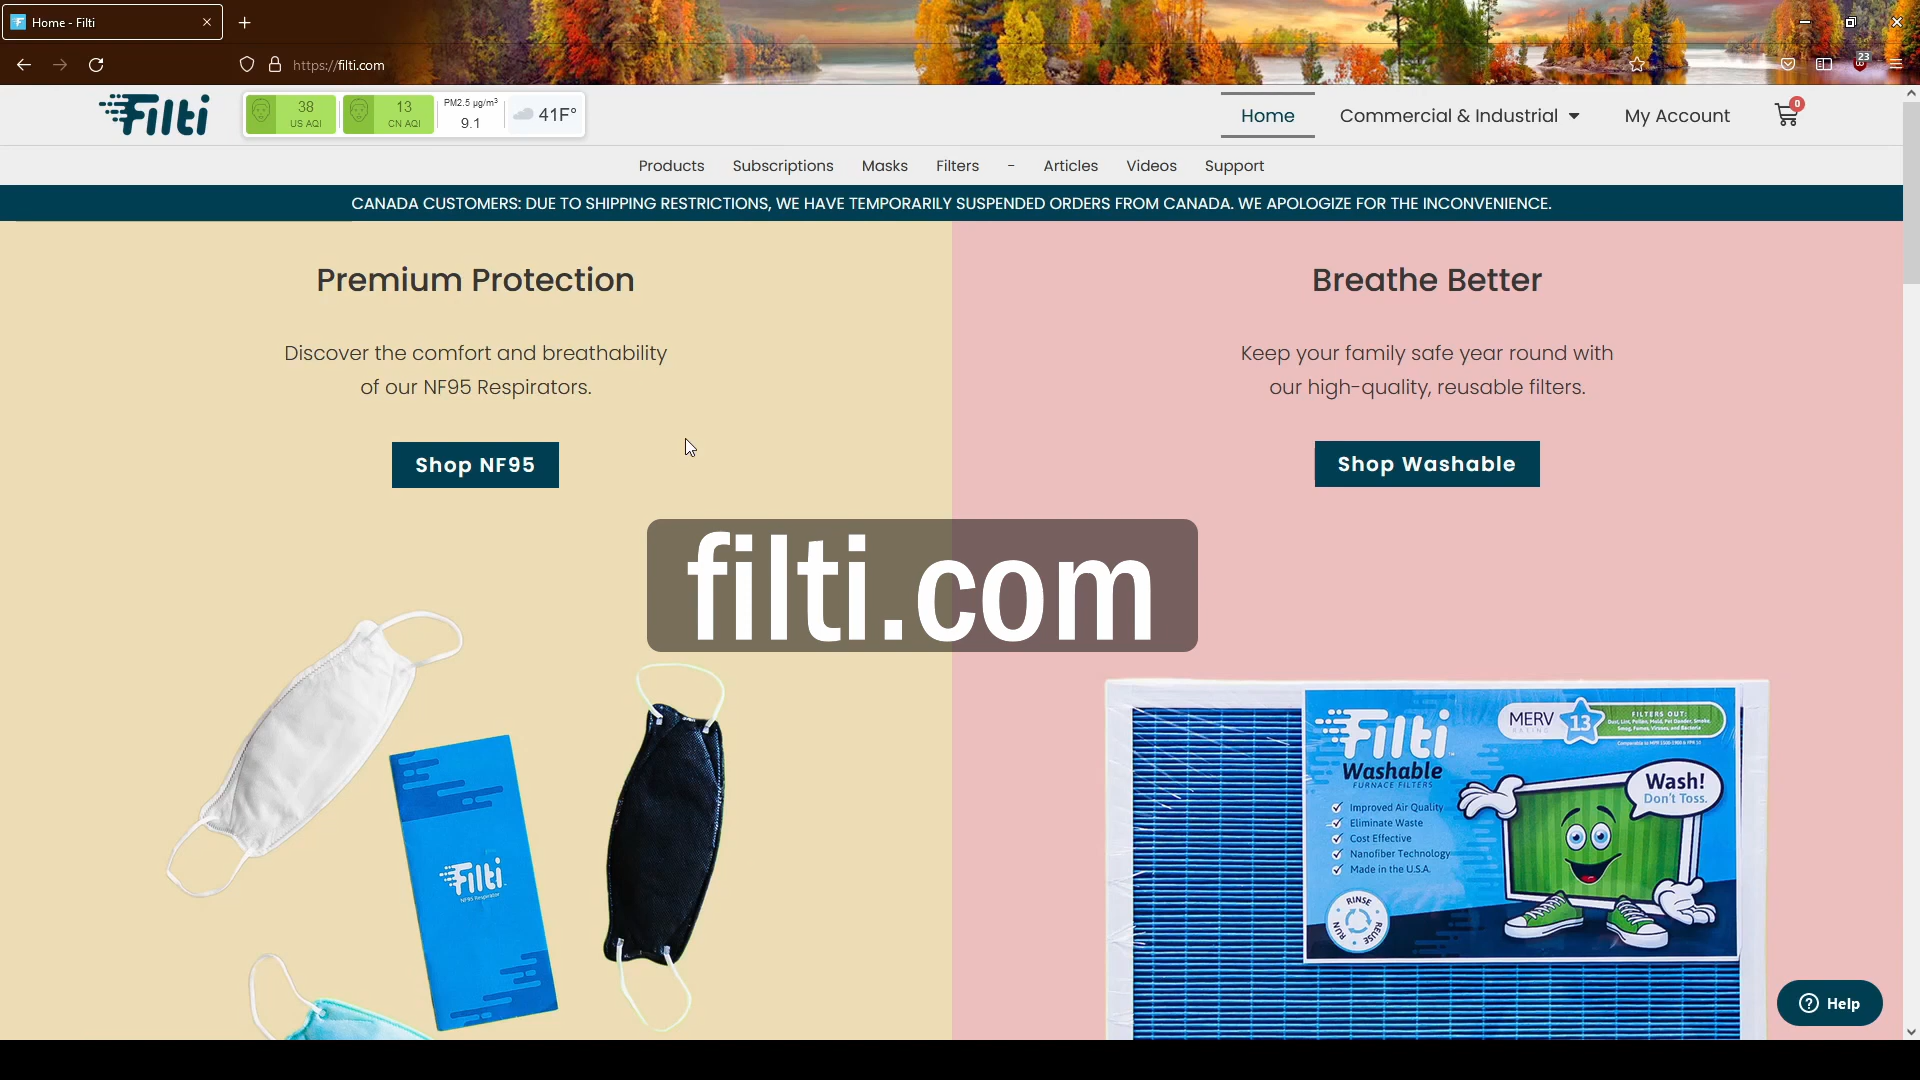 Home - Filti
https://filti.com
23
Filti
38
US AQI
13
CN AQI
PM2.5 µg/m³
9.1
41F°
Home
Commercial & Industrial
My Account
0
Products
Subscriptions
Masks
Filters
-
Articles
Videos
Support
CANADA CUSTOMERS: DUE TO SHIPPING RESTRICTIONS, WE HAVE TEMPORARILY SUSPENDED ORDERS FROM CANADA. WE APOLOGIZE FOR THE INCONVENIENCE.
Premium Protection
Discover the comfort and breathability
of our NF95 Respirators.
Shop NF95
Breathe Better
Keep your family safe year round with
our high-quality, reusable filters.
Shop Washable
filti.com
Filti
NF95 Respirator
Filti
Washable
FURNACE FILTERS
Improved Air Quality
Eliminate Waste
Cost Effective
Nanofiber Technology
Made in the U.S.A.
RINSE
REUSE
RUN
MERV
RATING
13
FILTERS OUT:
Dust, Lint, Pollen, Mold, Pet Dander, Smoke,
Smog, Fumes, Viruses, and Bacteria
Wash!
Don't Toss.
Help